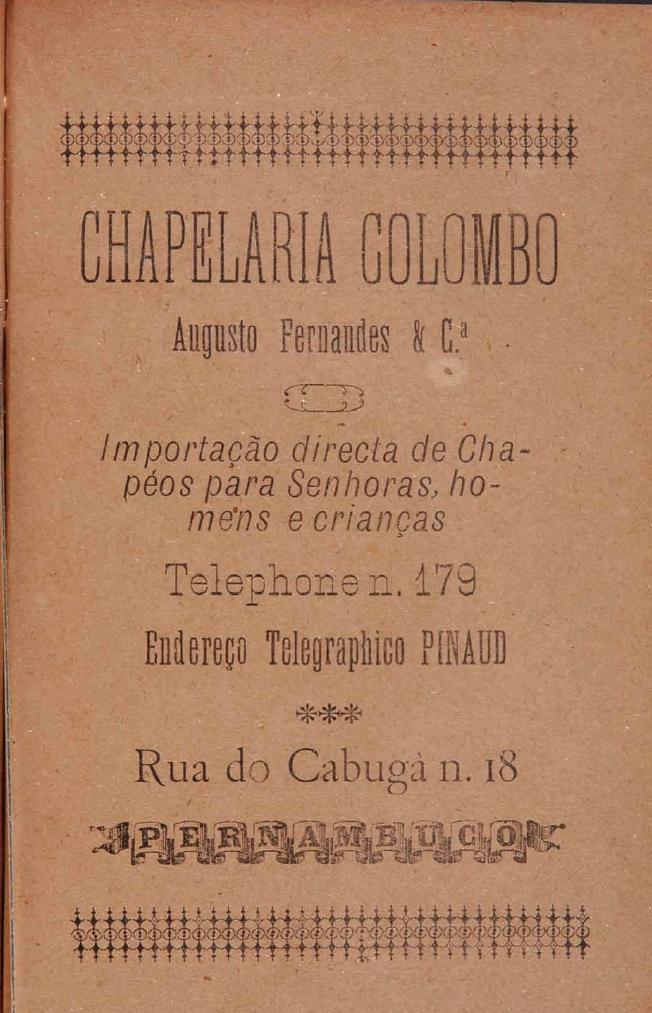 CHAPELARIA COLOMBO
Augusto Fernandes & C.ª
Importação directa de Cha-
péos para Senhoras, ho-
mens e crianças
Telephone n. 179
Endereço Telegraphico PINAUD
Rua do Cabugà n. 18
PERNAMBUCO